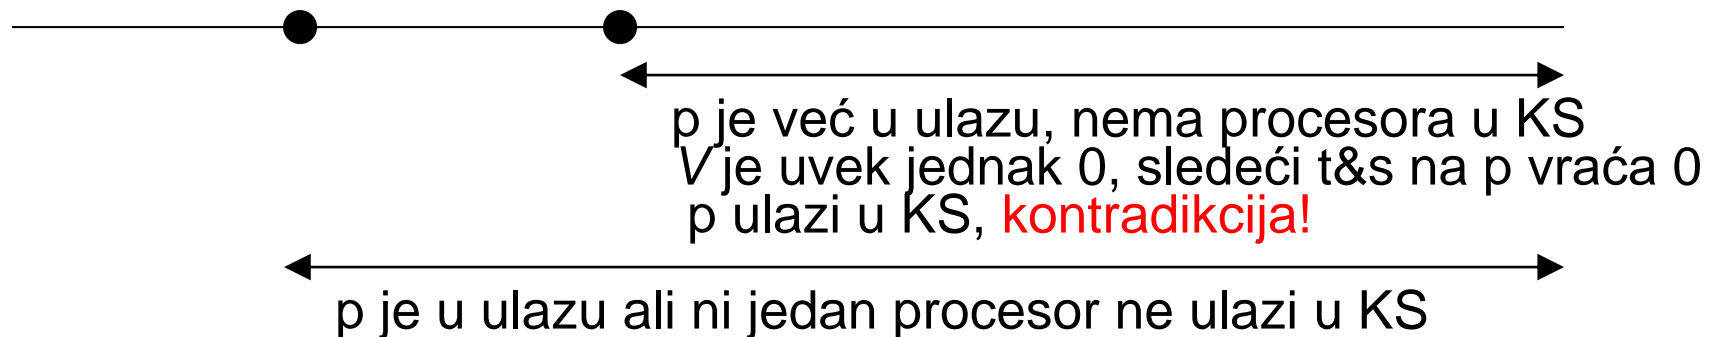 p je već u ulazu, nema procesora u KS
V je uvek jednak 0, sledeći t&s na p vraća 0
p ulazi u KS, kontradikcija!
p je u ulazu ali ni jedan procesor ne ulazi u KS